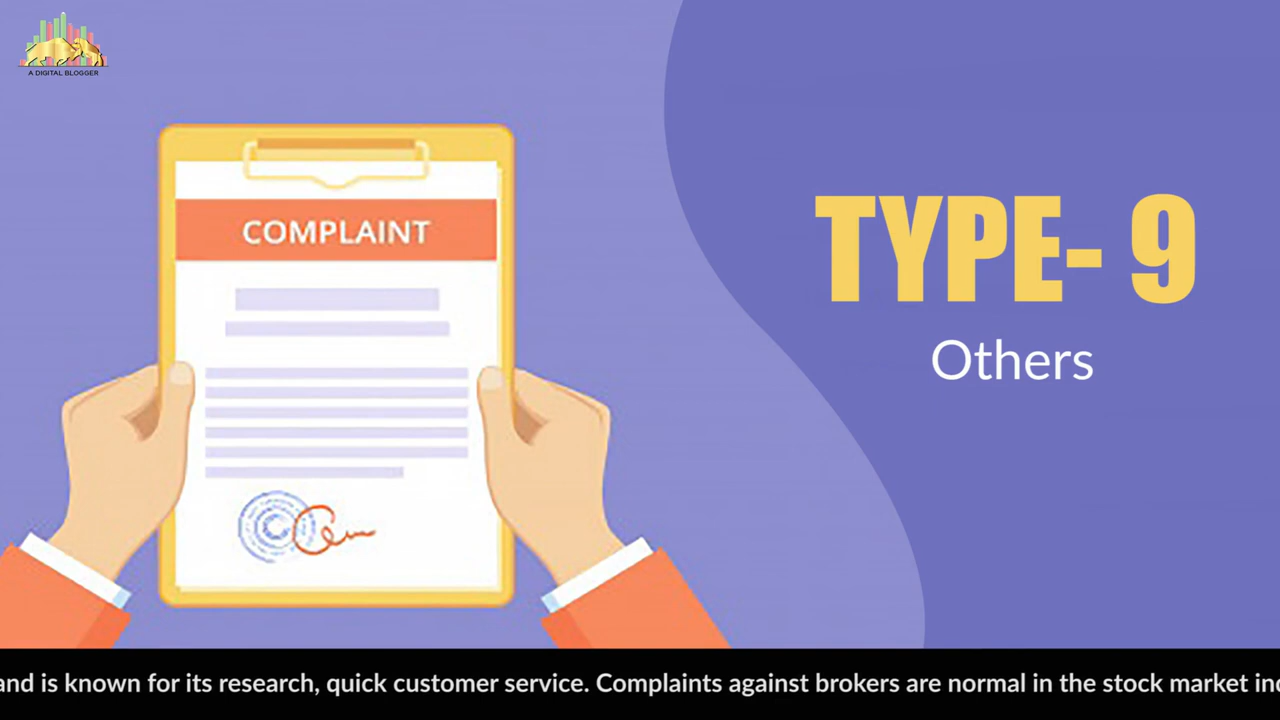 A DIGITAL BLOGGER
COMPLAINT
TYPE- 9
Others
and is known for its research, quick customer service. Complaints against brokers are normal in the stock market